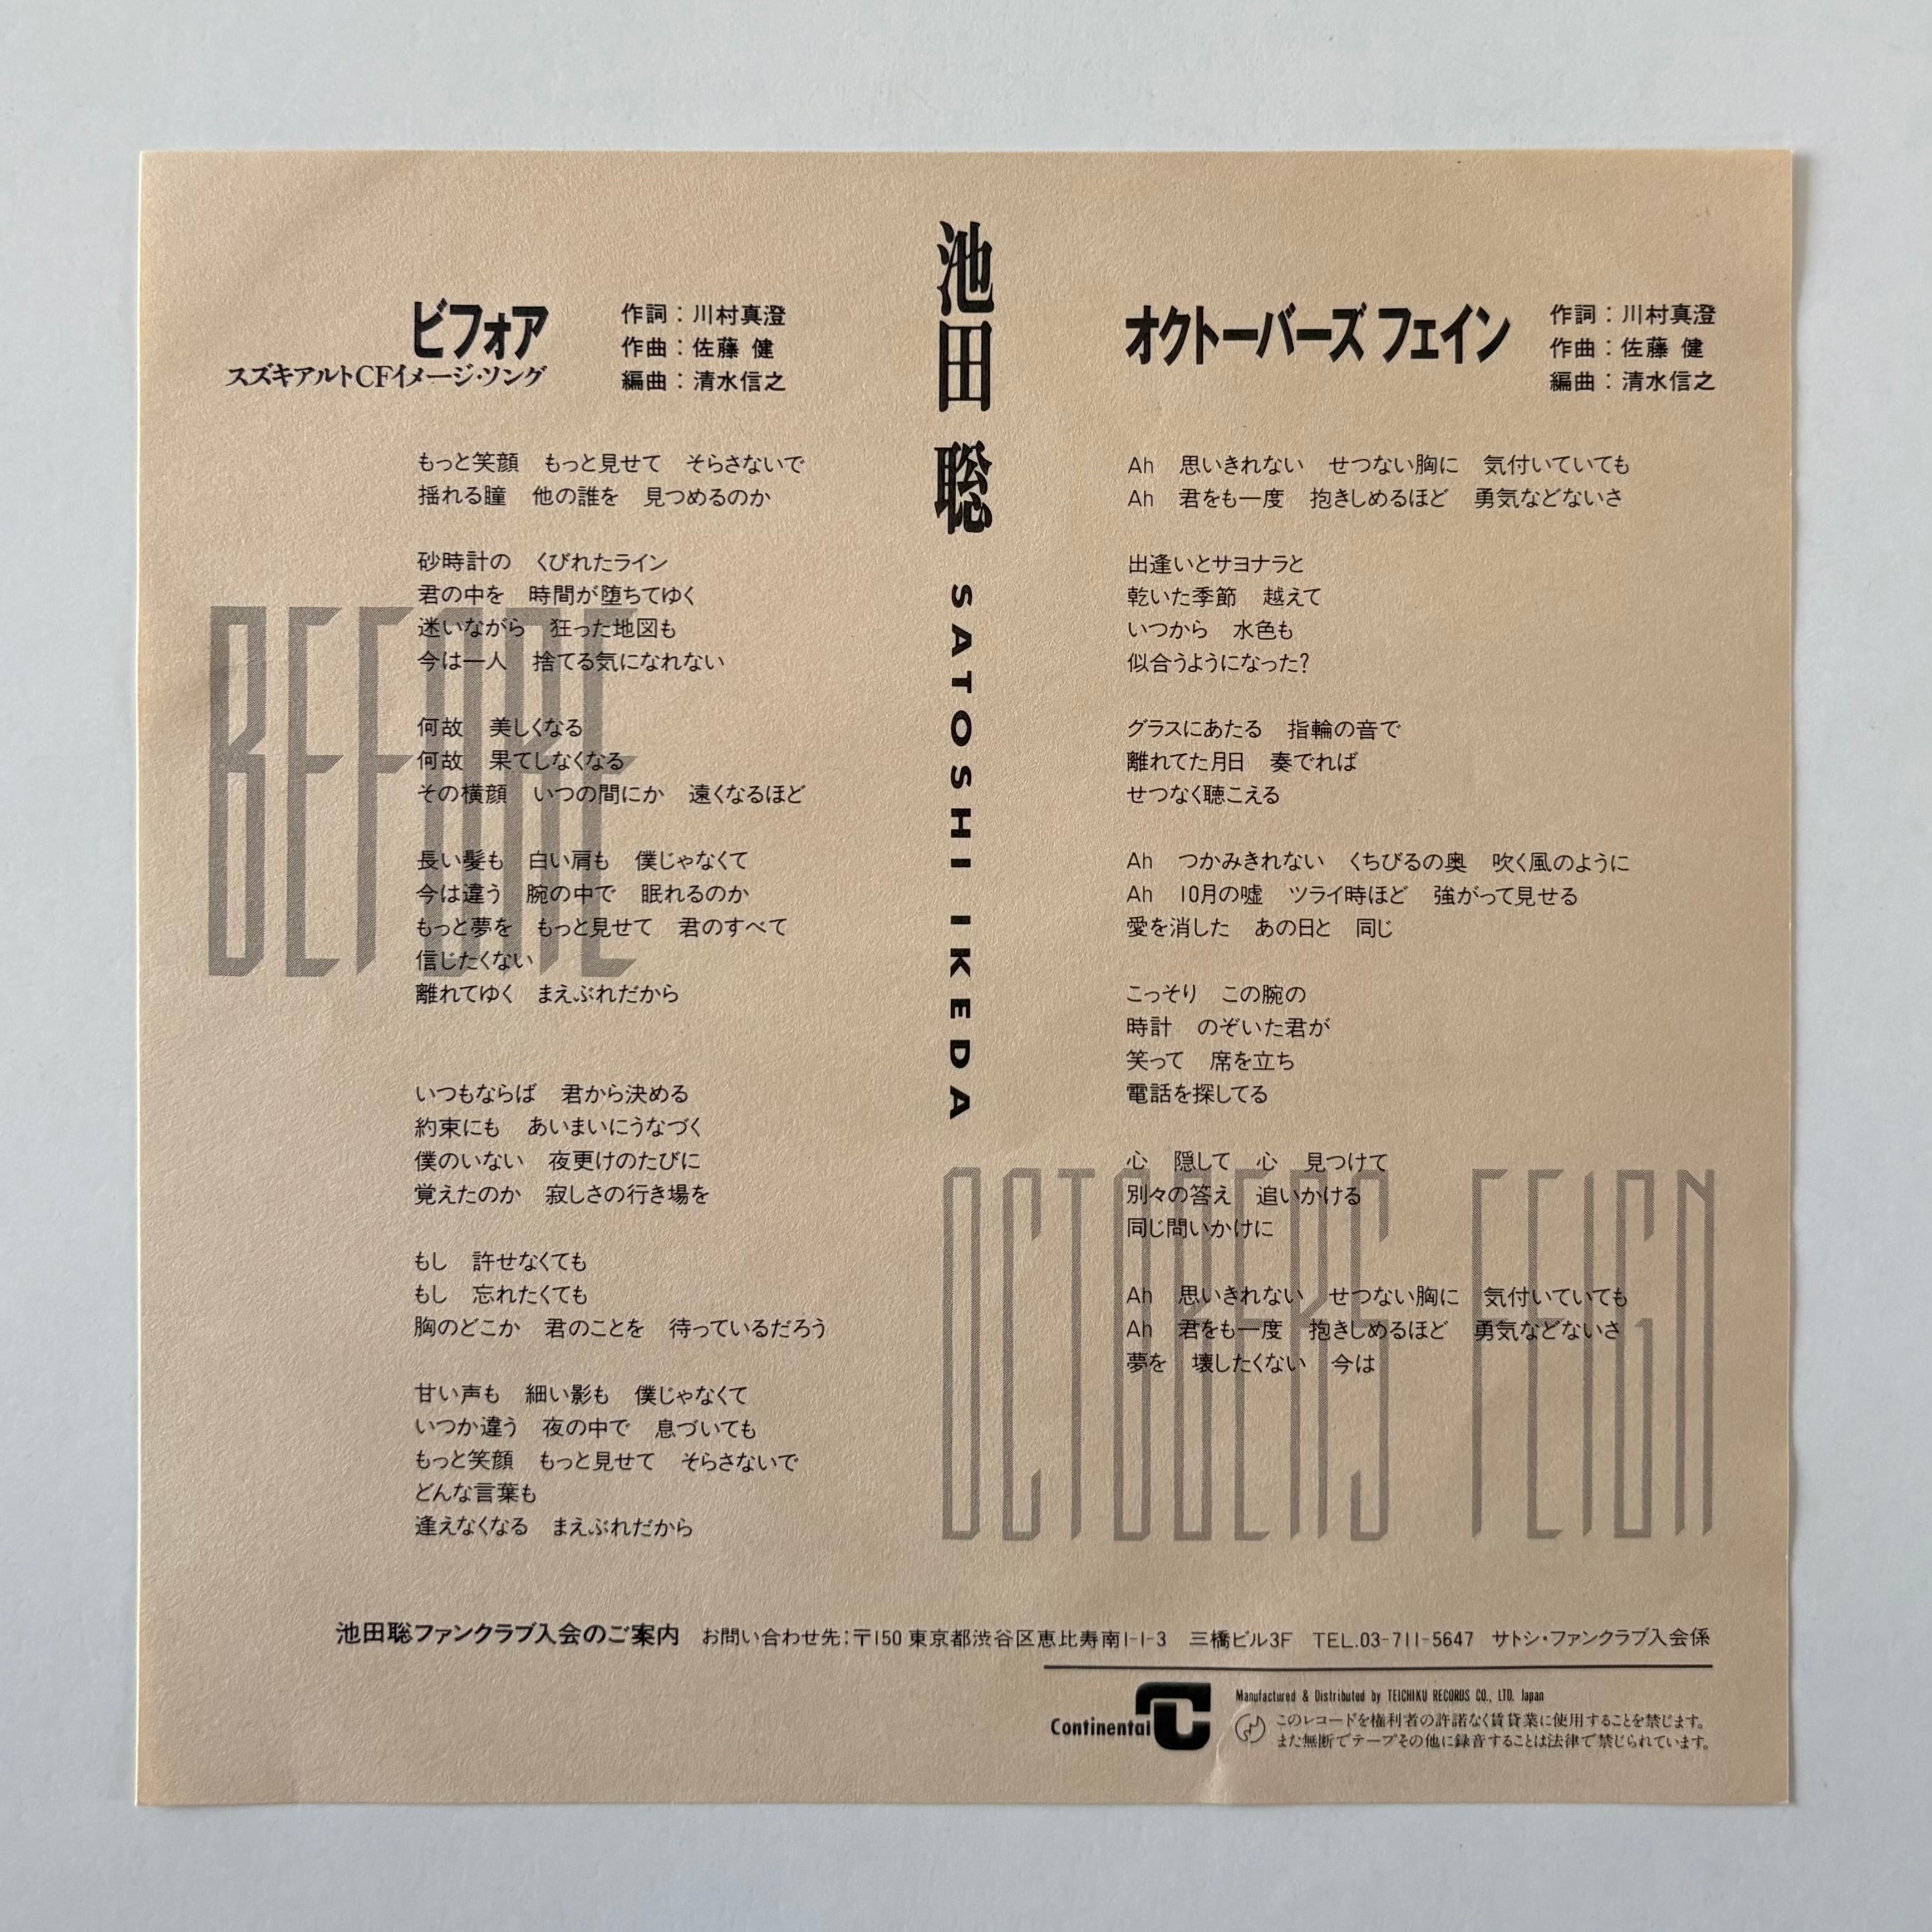 ビフォア
スズキアルトCFイメージ・ソング
作詞：川村真澄
作曲：佐藤 健
編曲：清水信之
もっと笑顔　もっと見せて　そらさないで
揺れる瞳　他の誰を　見つめるのか
砂時計の　くびれたライン
君の中を　時間が堕ちてゆく
迷いながら　狂った地図も
今は一人　捨てる気になれない
何故　美しくなる
何故　果てしなくなる
その横顔　いつの間にか　遠くなるほど
長い髪も　白い肩も　僕じゃなくて
今は違う　腕の中で　眠れるのか
もっと夢を　もっと見せて　君のすべて
信じたくない
離れてゆく　まえぶれだから
いつもならば　君から決める
約束にも　あいまいにうなづく
僕のいない　夜更けのたびに
覚えたのか　寂しさの行き場を
もし　許せなくても
もし　忘れたくても
胸のどこか　君のことを　待っているだろう
甘い声も　細い影も　僕じゃなくて
いつか違う　夜の中で　息づいても
もっと笑顔　もっと見せて　そらさないで
どんな言葉も
逢えなくなる　まえぶれだから
BEFORE
池田 聡
SATOSHI IKEDA
オクトーバーズ フェイン
作詞：川村真澄
作曲：佐藤 健
編曲：清水信之
Ah　思いきれない　せつない胸に　気付いていても
Ah　君をも一度　抱きしめるほど　勇気などないさ
出逢いとサヨナラと
乾いた季節　越えて
いつから　水色も
似合うようになった?
グラスにあたる　指輪の音で
離れてた月日　奏でれば
せつなく聴こえる
Ah　つかみきれない　くちびるの奥　吹く風のように
Ah　10月の嘘　ツライ時ほど　強がって見せる
愛を消した　あの日と　同じ
こっそり　この腕の
時計　のぞいた君が
笑って　席を立ち
電話を探してる
心　隠して　心　見つけて
別々の答え　追いかける
同じ問いかけに
Ah　思いきれない　せつない胸に　気付いていても
Ah　君をも一度　抱きしめるほど　勇気などないさ
夢を　壊したくない　今は
OCTOBERS FEIGN
池田聡ファンクラブ入会のご案内　お問い合わせ先：〒150 東京都渋谷区恵比寿南1-1-3　三橋ビル3F　TEL.03-711-5647　サトシ・ファンクラブ入会係
Continental
Manufactured & Distributed by TEICHIKU RECORDS CO., LTD. Japan
このレコードを権利者の許諾なく賃貸業に使用することを禁じます。
また無断でテープその他に録音することは法律で禁じられています。